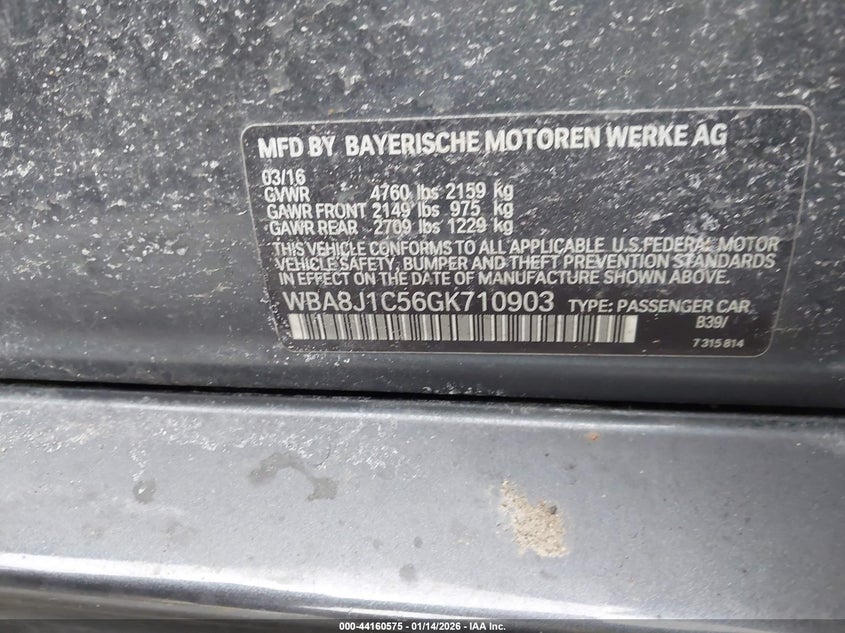 MFD BY BAYERISCHE MOTOREN WERKE AG
03/16
GVWR 4760 lbs 2159 kg
GAWR FRONT 2149 lbs 975 kg
GAWR REAR 2709 lbs 1229 kg
THIS VEHICLE CONFORMS TO ALL APPLICABLE U.S. FEDERAL MOTOR
VEHICLE SAFETY, BUMPER AND THEFT PREVENTION STANDARDS
IN EFFECT ON THE DATE OF MANUFACTURE SHOWN ABOVE.
WBA8J1C56GK710903 TYPE: PASSENGER CAR
B39/
7 315 814
000-44160575 - 01/14/2026 - IAA Inc.